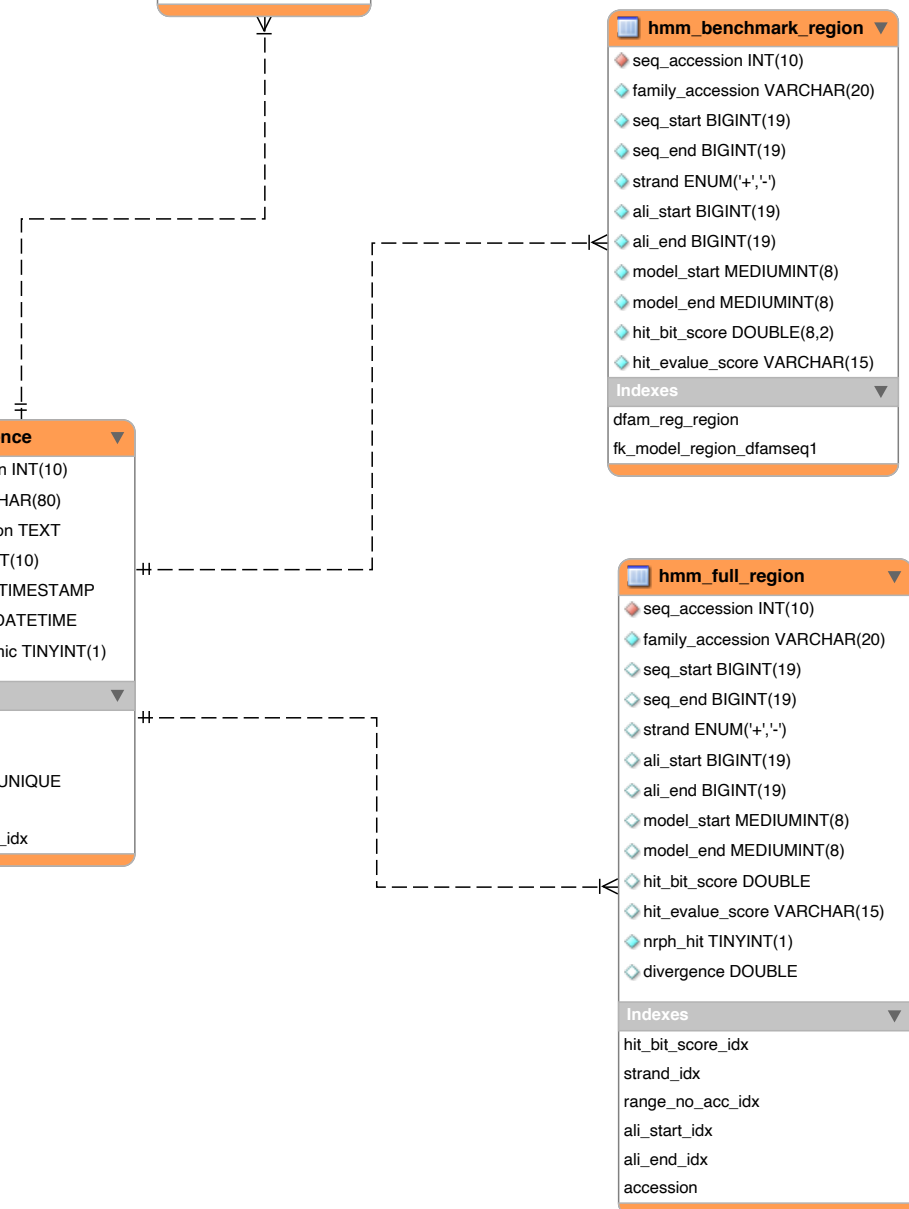 hmm_benchmark_region
seq_accession INT(10)
family_accession VARCHAR(20)
seq_start BIGINT(19)
seq_end BIGINT(19)
strand ENUM('+','-')
ali_start BIGINT(19)
ali_end BIGINT(19)
model_start MEDIUMINT(8)
model_end MEDIUMINT(8)
hit_bit_score DOUBLE(8,2)
hit_evalue_score VARCHAR(15)
Indexes
dfam_reg_region
fk_model_region_dfamseq1
nce
n INT(10)
HAR(80)
on TEXT
T(10)
TIMESTAMP
DATETIME
nic TINYINT(1)
UNIQUE
_idx
hmm_full_region
seq_accession INT(10)
family_accession VARCHAR(20)
seq_start BIGINT(19)
seq_end BIGINT(19)
strand ENUM('+','-')
ali_start BIGINT(19)
ali_end BIGINT(19)
model_start MEDIUMINT(8)
model_end MEDIUMINT(8)
hit_bit_score DOUBLE
hit_evalue_score VARCHAR(15)
nrph_hit TINYINT(1)
divergence DOUBLE
Indexes
hit_bit_score_idx
strand_idx
range_no_acc_idx
ali_start_idx
ali_end_idx
accession